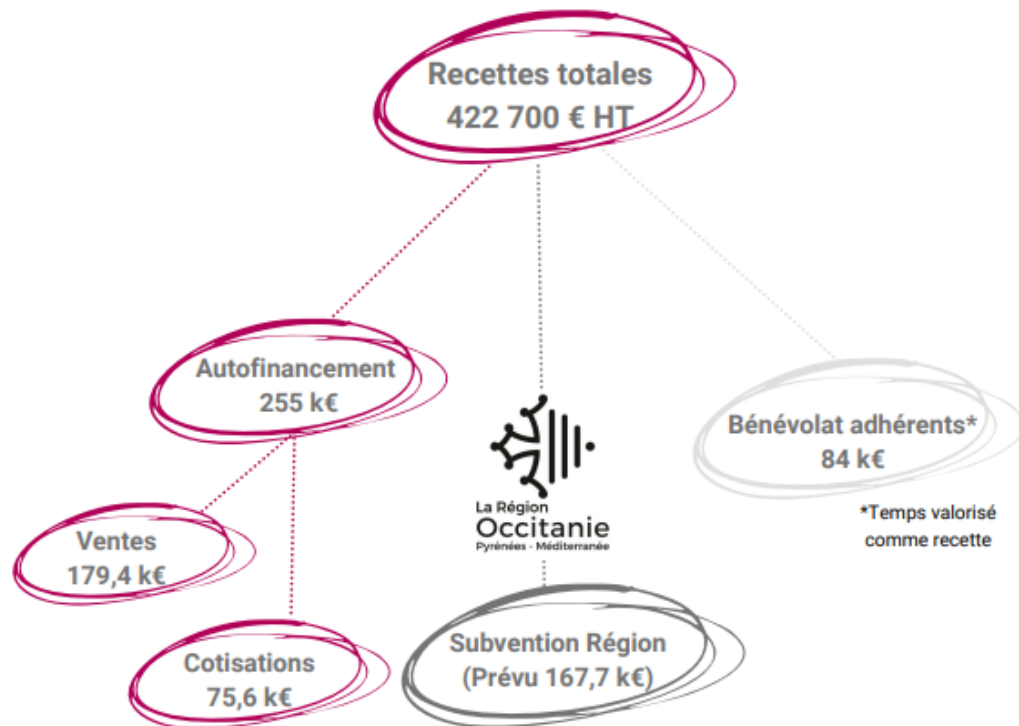 Recettes totales
422 700 € HT
Autofinancement
255 k€
Bénévolat adhérents*
84 k€
La Région
Occitanie
Pyrénées - Méditerranée
*Temps valorisé
comme recette
Ventes
179,4 k€
Cotisations
75,6 k€
Subvention Région
(Prévu 167,7 k€)